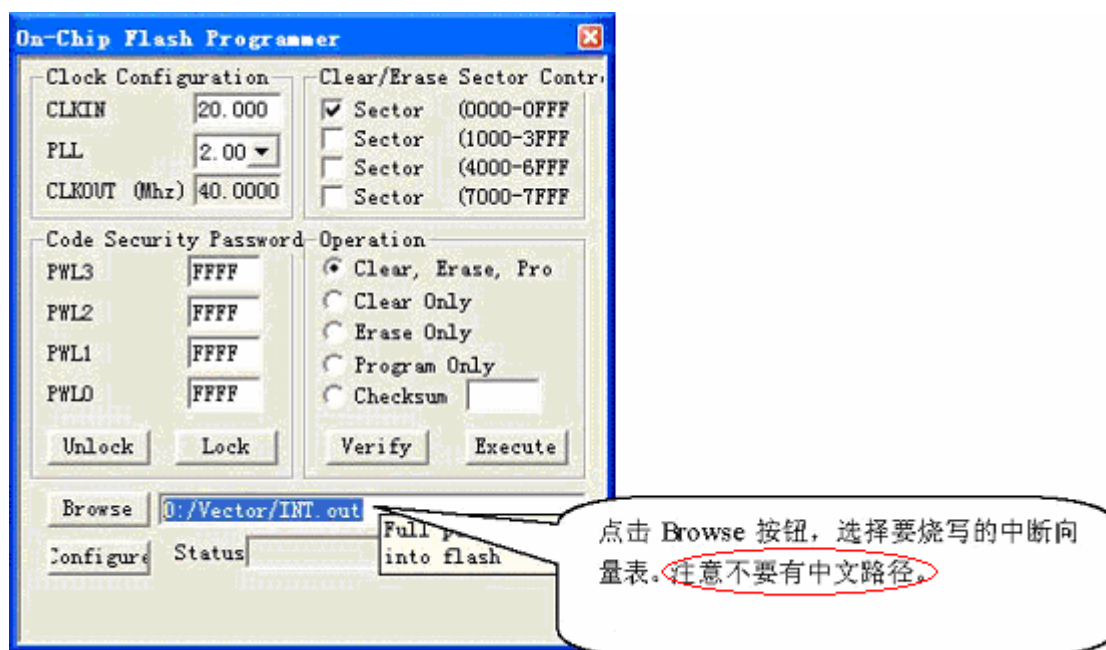 On-Chip Flash Programmer
Clock Configuration
CLKIN 20.000
PLL 2.00
CLKOUT (Mhz) 40.0000
Clear/Erase Sector Contr
Sector (0000-0FFF
Sector (1000-3FFF
Sector (4000-6FFF
Sector (7000-7FFF
Code Security Password
PWL3 FFFF
PWL2 FFFF
PWL1 FFFF
PWL0 FFFF
Unlock Lock
Operation
Clear, Erase, Pro
Clear Only
Erase Only
Program Only
Checksum
Verify Execute
Browse D:/Vector/INT.out
Full
into flash
Configure Status
点击 Browse 按钮，选择要烧写的中断向
量表。注意不要有中文路径。